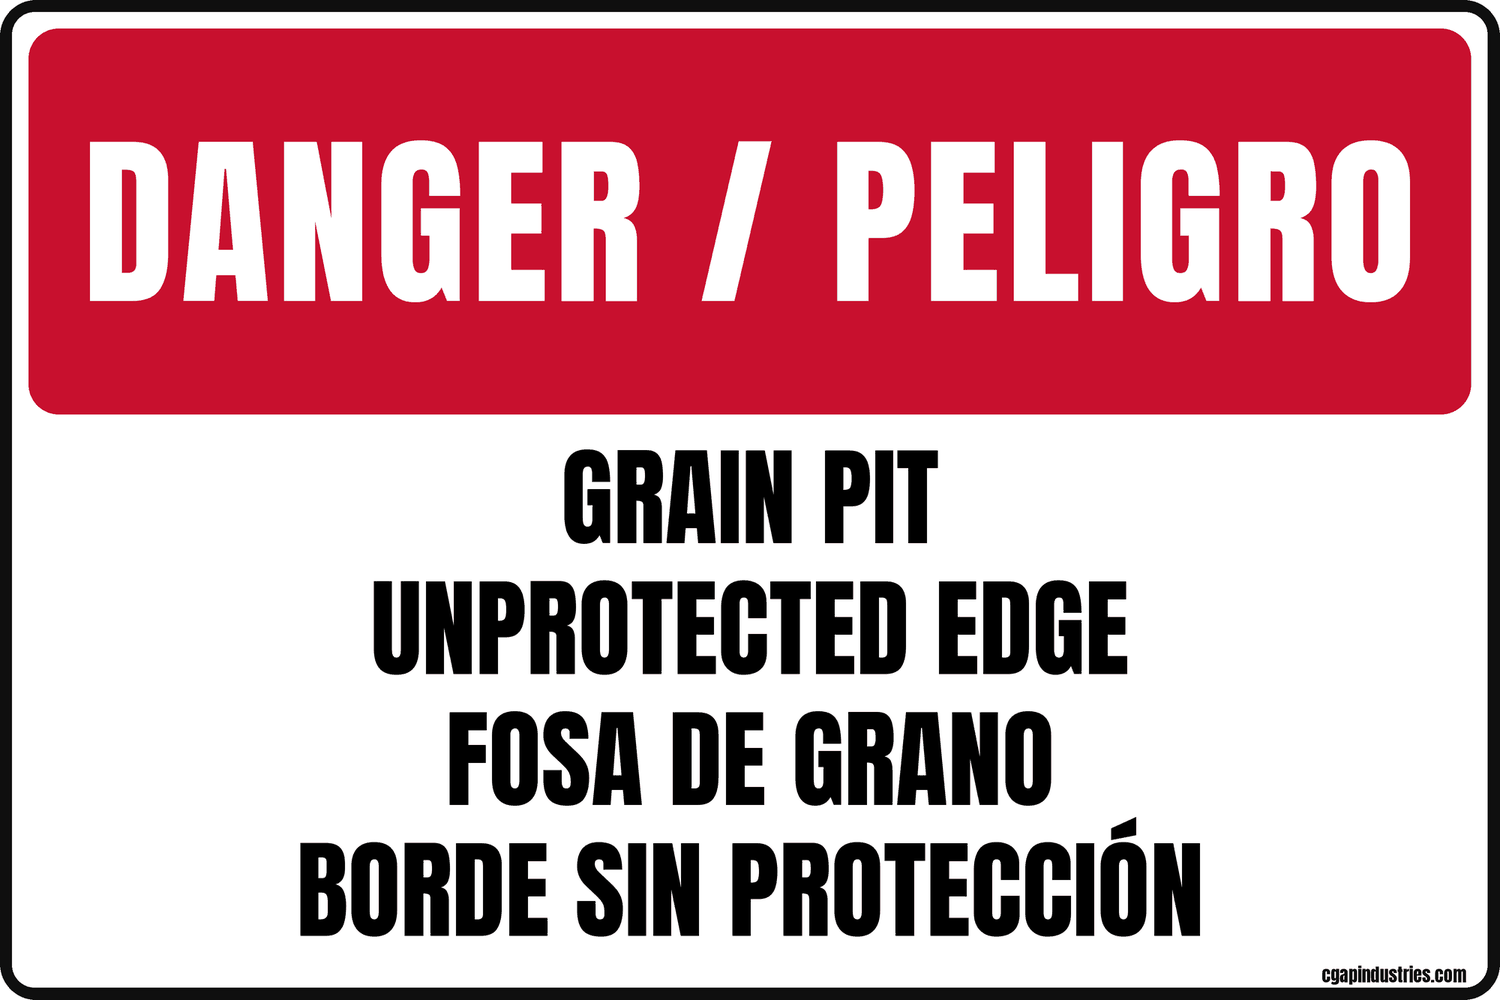 DANGER / PELIGRO
GRAIN PIT
UNPROTECTED EDGE
FOSA DE GRANO
BORDE SIN PROTECCIÓN
cgapindustries.com